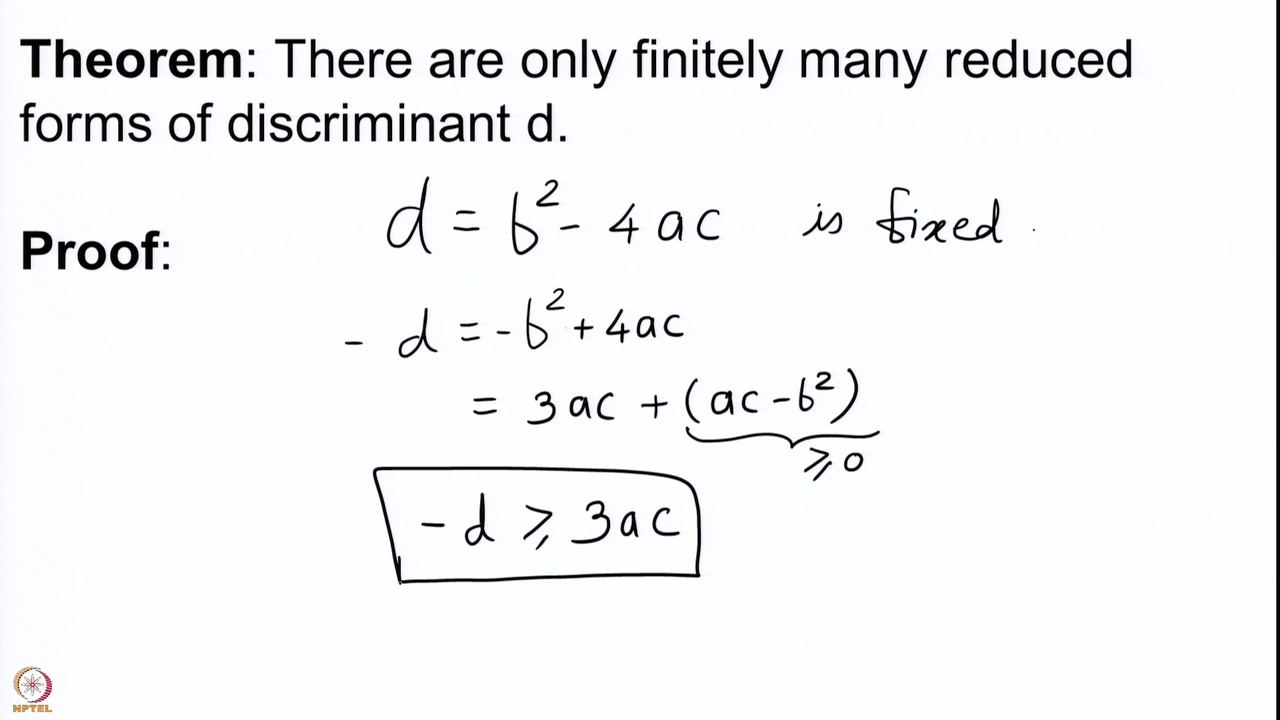 Theorem: There are only finitely many reduced
forms of discriminant d.
d = b² - 4ac is fixed.
Proof:
- d = -b² + 4ac
= 3ac + (ac - b²)
≥ 0
-d ≥ 3ac
NPTEL